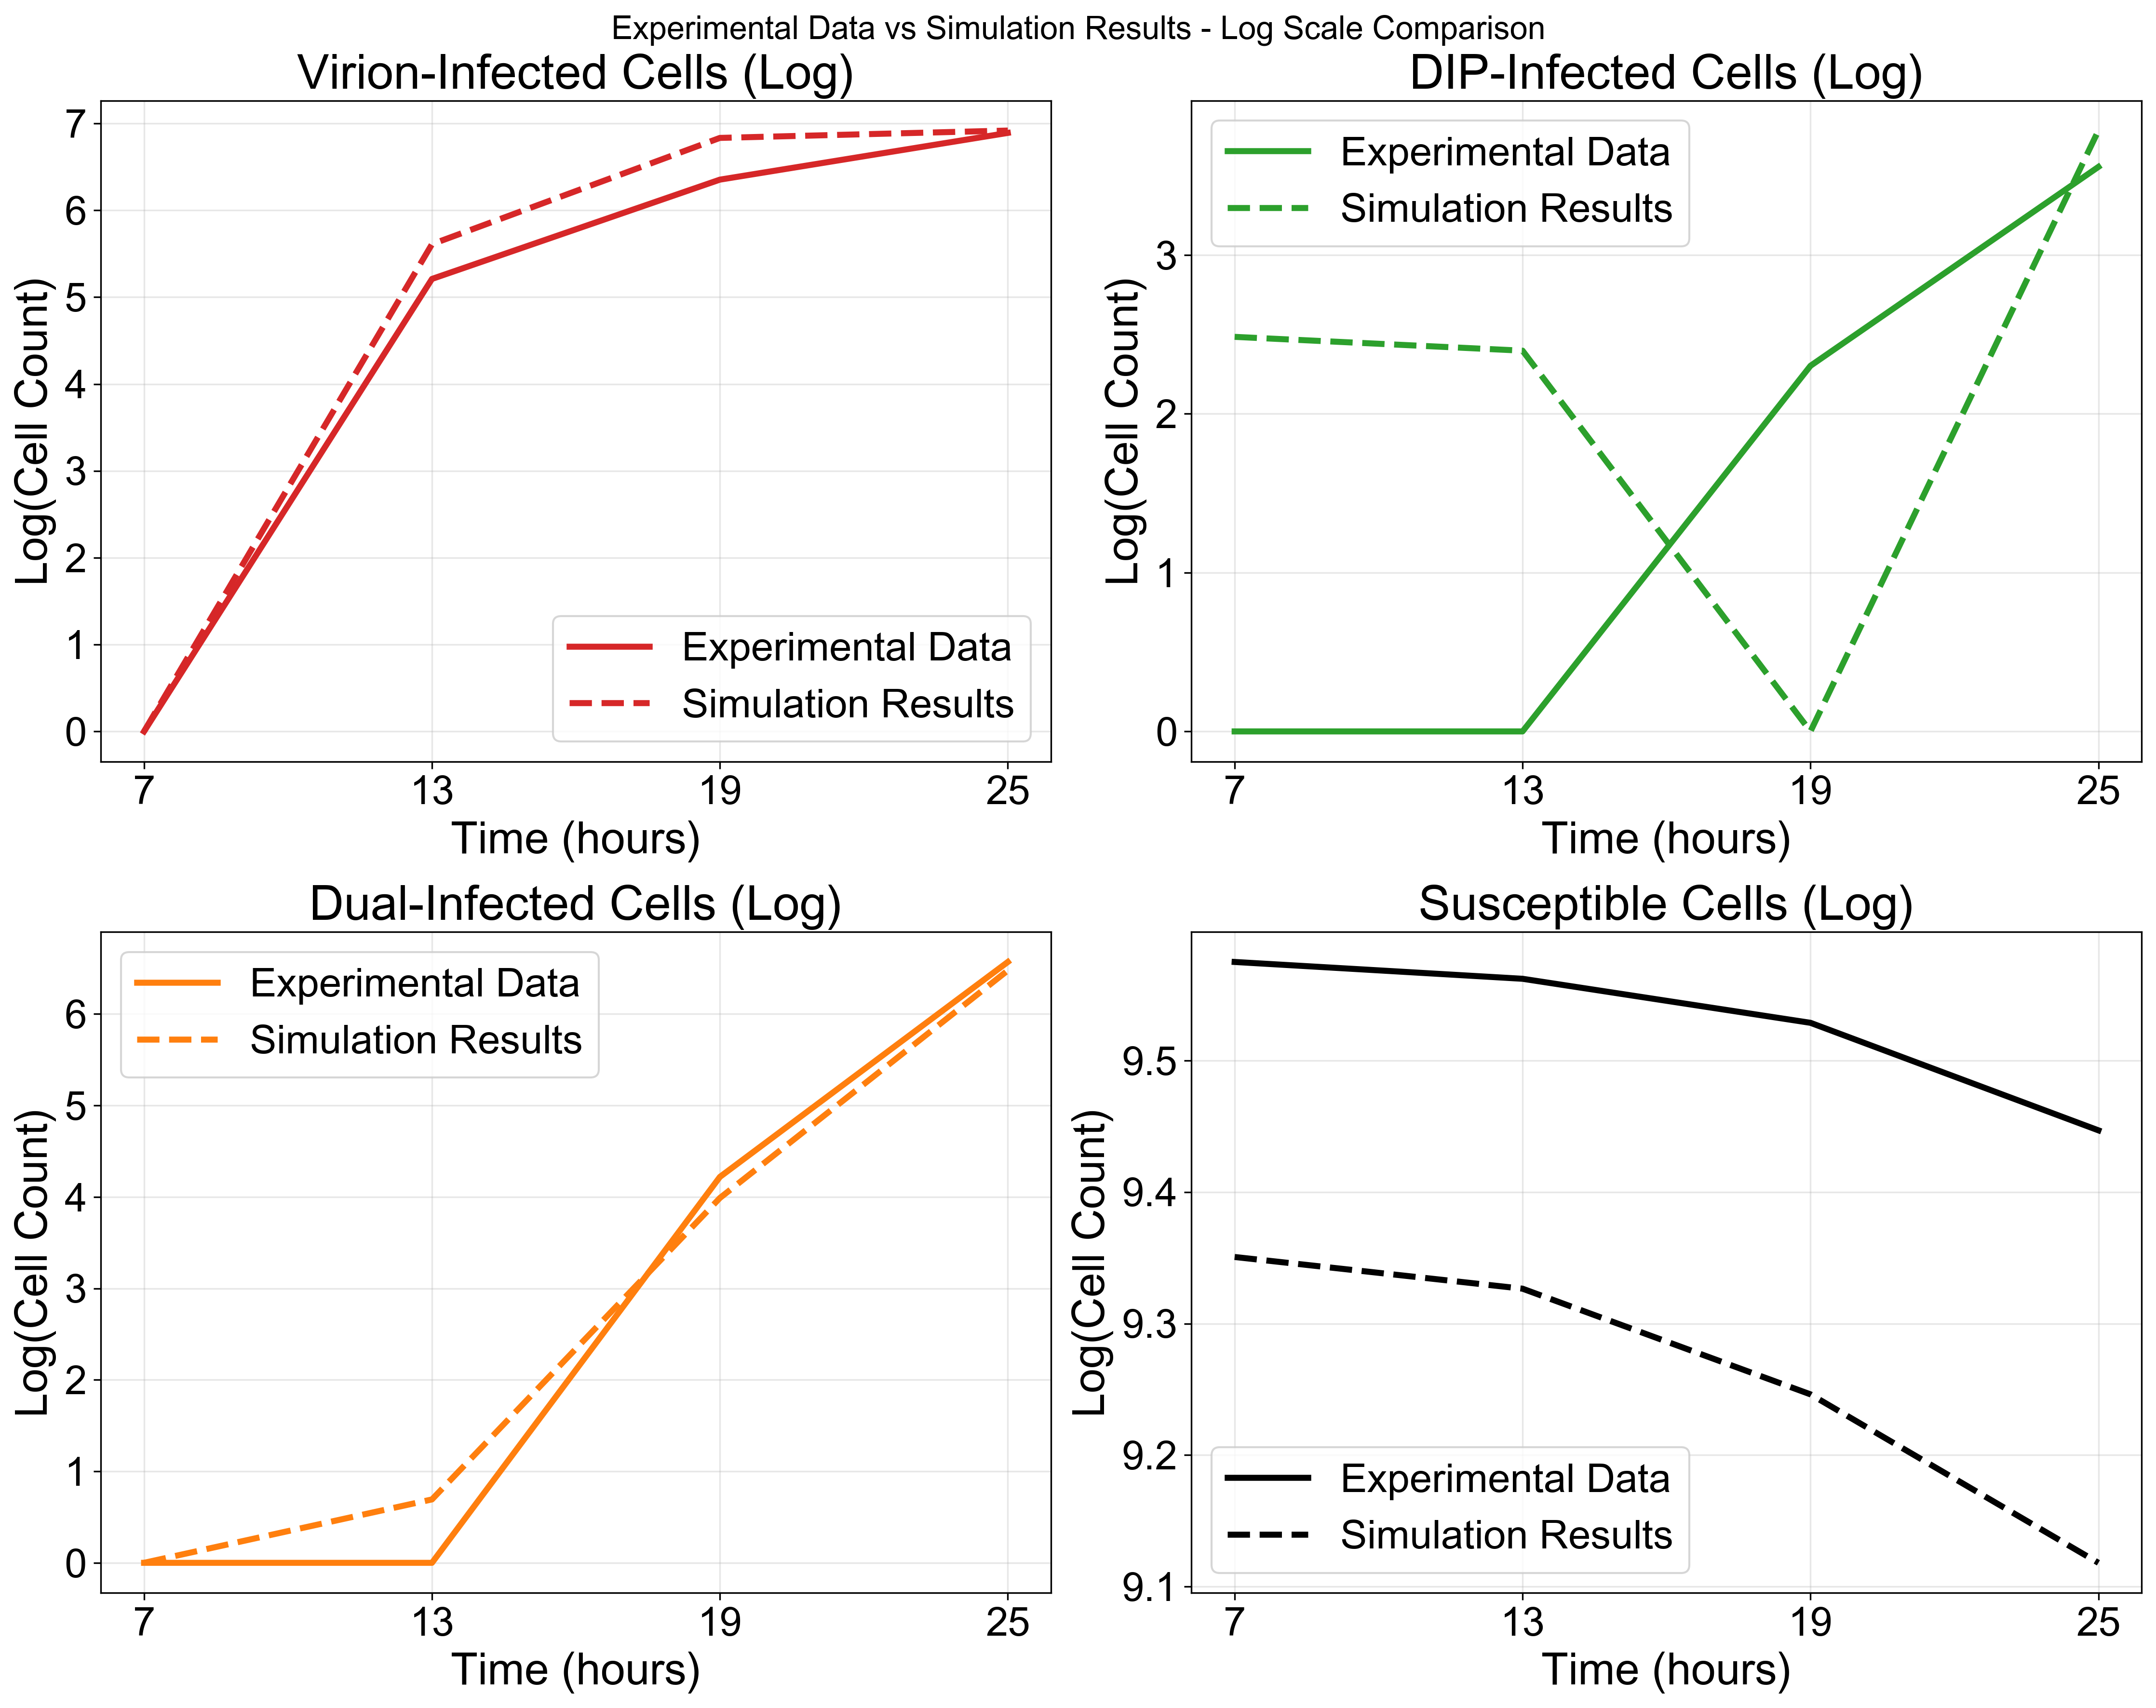 Experimental Data vs Simulation Results - Log Scale Comparison
Virion-Infected Cells (Log)
7
6
5
4
3
2
1
0
Log(Cell Count)
Experimental Data
Simulation Results
7 13 19 25
Time (hours)
DIP-Infected Cells (Log)
Experimental Data
Simulation Results
3
2
1
0
Log(Cell Count)
7 13 19 25
Time (hours)
Dual-Infected Cells (Log)
Experimental Data
Simulation Results
6
5
4
3
2
1
0
Log(Cell Count)
7 13 19 25
Time (hours)
Susceptible Cells (Log)
9.5
9.4
9.3
9.2
9.1
Log(Cell Count)
Experimental Data
Simulation Results
7 13 19 25
Time (hours)